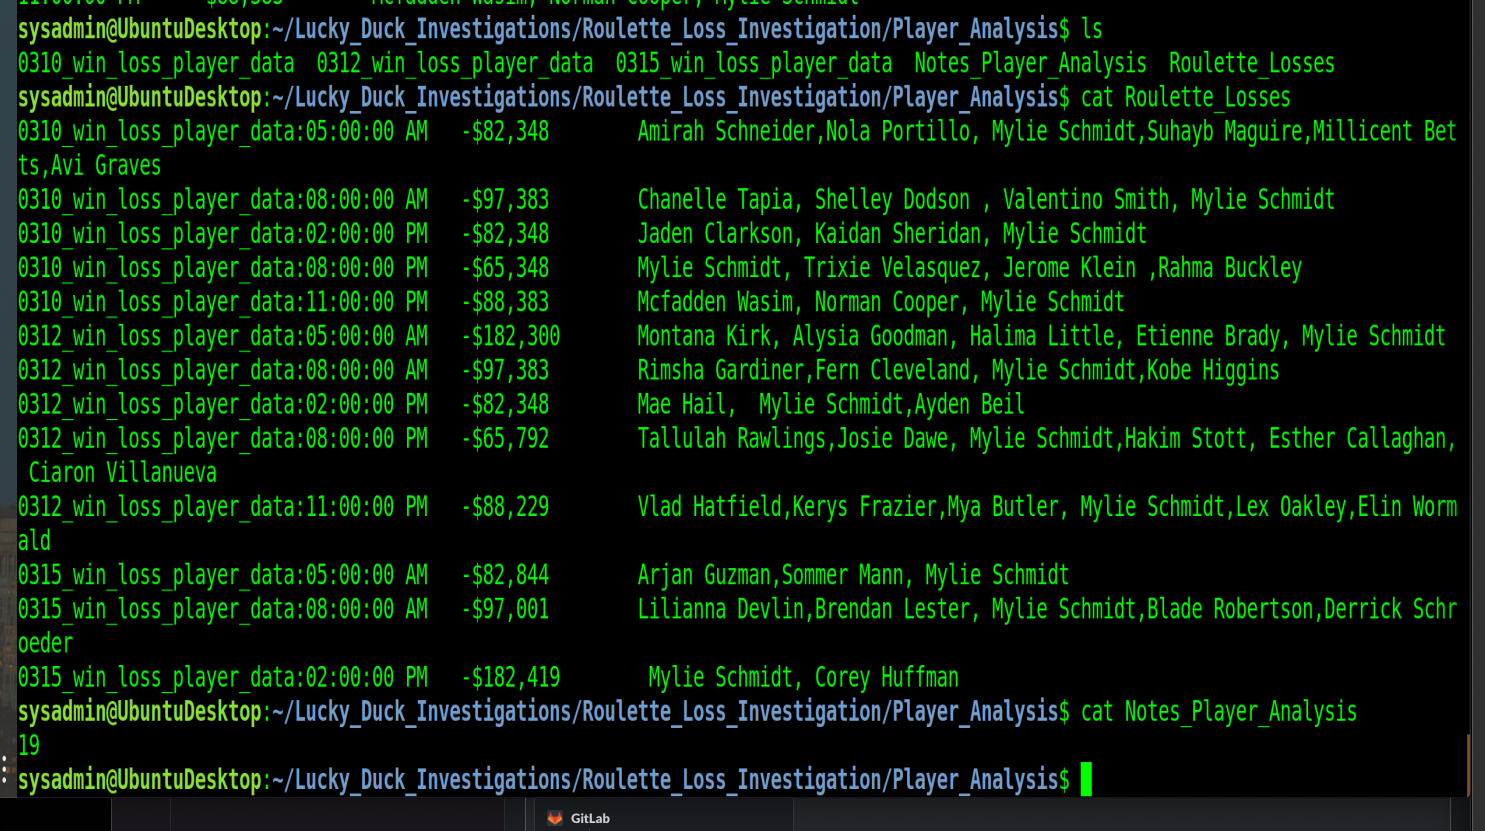 sysadmin@UbuntuDesktop:~/Lucky_Duck_Investigations/Roulette_Loss_Investigation/Player_Analysis$ ls
0310_win_loss_player_data  0312_win_loss_player_data  0315_win_loss_player_data  Notes_Player_Analysis  Roulette_Losses
sysadmin@UbuntuDesktop:~/Lucky_Duck_Investigations/Roulette_Loss_Investigation/Player_Analysis$ cat Roulette_Losses
0310_win_loss_player_data:05:00:00 AM   -$82,348        Amirah Schneider,Nola Portillo, Mylie Schmidt,Suhayb Maguire,Millicent Bet
ts,Avi Graves
0310_win_loss_player_data:08:00:00 AM   -$97,383        Chanelle Tapia, Shelley Dodson , Valentino Smith, Mylie Schmidt
0310_win_loss_player_data:02:00:00 PM   -$82,348        Jaden Clarkson, Kaidan Sheridan, Mylie Schmidt
0310_win_loss_player_data:08:00:00 PM   -$65,348        Mylie Schmidt, Trixie Velasquez, Jerome Klein ,Rahma Buckley
0310_win_loss_player_data:11:00:00 PM   -$88,383        Mcfadden Wasim, Norman Cooper, Mylie Schmidt
0312_win_loss_player_data:05:00:00 AM   -$182,300       Montana Kirk, Alysia Goodman, Halima Little, Etienne Brady, Mylie Schmidt
0312_win_loss_player_data:08:00:00 AM   -$97,383        Rimsha Gardiner,Fern Cleveland, Mylie Schmidt,Kobe Higgins
0312_win_loss_player_data:02:00:00 PM   -$82,348        Mae Hail,  Mylie Schmidt,Ayden Beil
0312_win_loss_player_data:08:00:00 PM   -$65,792        Tallulah Rawlings,Josie Dawe, Mylie Schmidt,Hakim Stott, Esther Callaghan,
 Ciaron Villanueva
0312_win_loss_player_data:11:00:00 PM   -$88,229        Vlad Hatfield,Kerys Frazier,Mya Butler, Mylie Schmidt,Lex Oakley,Elin Worm
ald
0315_win_loss_player_data:05:00:00 AM   -$82,844        Arjan Guzman,Sommer Mann, Mylie Schmidt
0315_win_loss_player_data:08:00:00 AM   -$97,001        Lilianna Devlin,Brendan Lester, Mylie Schmidt,Blade Robertson,Derrick Schr
oeder
0315_win_loss_player_data:02:00:00 PM   -$182,419        Mylie Schmidt, Corey Huffman
sysadmin@UbuntuDesktop:~/Lucky_Duck_Investigations/Roulette_Loss_Investigation/Player_Analysis$ cat Notes_Player_Analysis
19
sysadmin@UbuntuDesktop:~/Lucky_Duck_Investigations/Roulette_Loss_Investigation/Player_Analysis$
GitLab